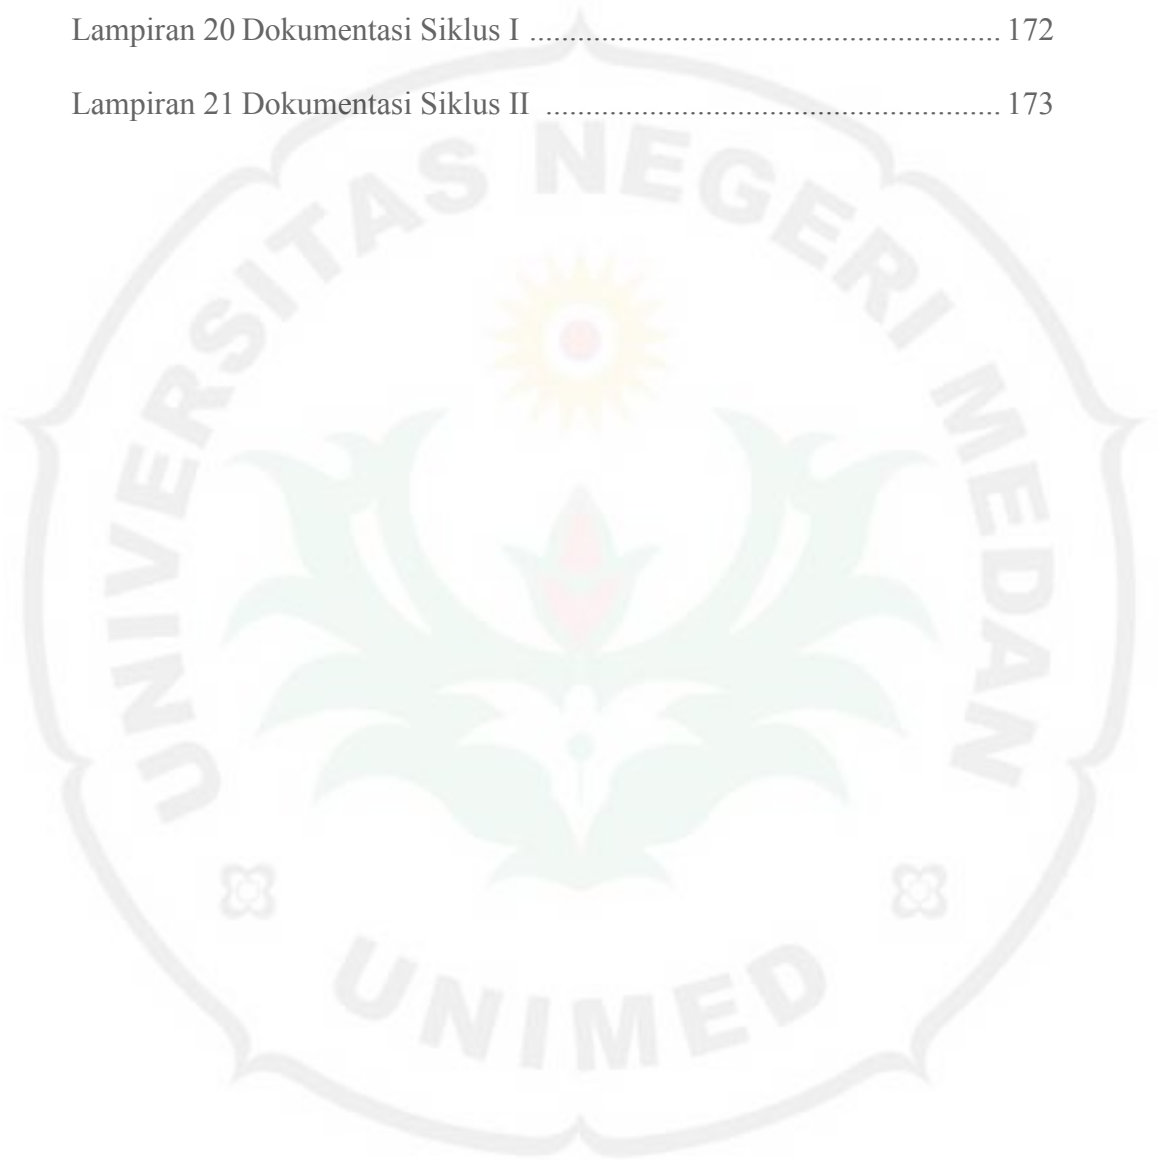 Lampiran 20 Dokumentasi Siklus I ........................................................... 172
Lampiran 21 Dokumentasi Siklus II ......................................................... 173
UNIVERSITAS NEGERI MEDAN
UNIMED